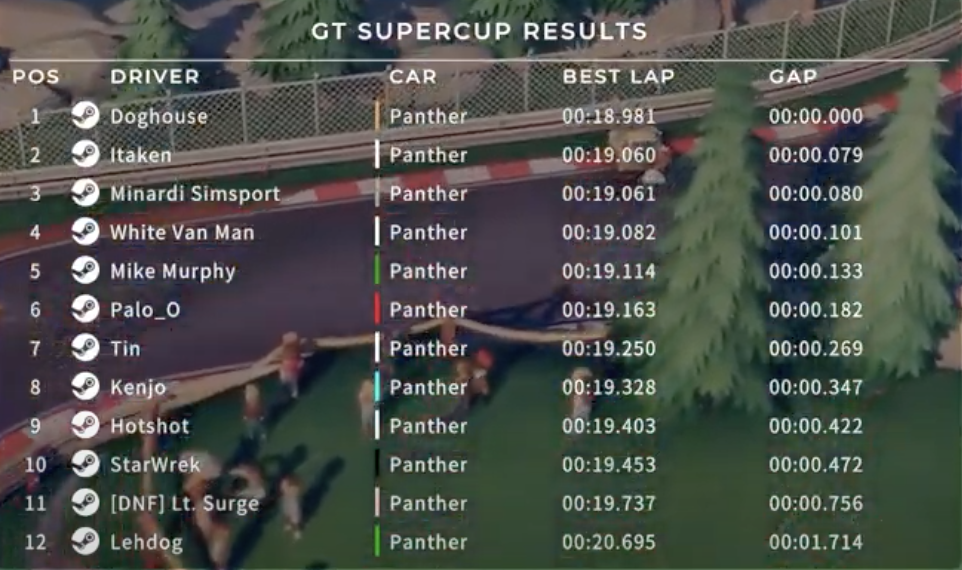 GT SUPERCUP RESULTS
POS DRIVER CAR BEST LAP GAP
1 Doghouse Panther 00:18.981 00:00.000
2 Itaken Panther 00:19.060 00:00.079
3 Minardi Simsport Panther 00:19.061 00:00.080
4 White Van Man Panther 00:19.082 00:00.101
5 Mike Murphy Panther 00:19.114 00:00.133
6 Palo_O Panther 00:19.163 00:00.182
7 Tin Panther 00:19.250 00:00.269
8 Kenjo Panther 00:19.328 00:00.347
9 Hotshot Panther 00:19.403 00:00.422
10 StarWrek Panther 00:19.453 00:00.472
11 [DNF] Lt. Surge Panther 00:19.737 00:00.756
12 Lehdog Panther 00:20.695 00:01.714